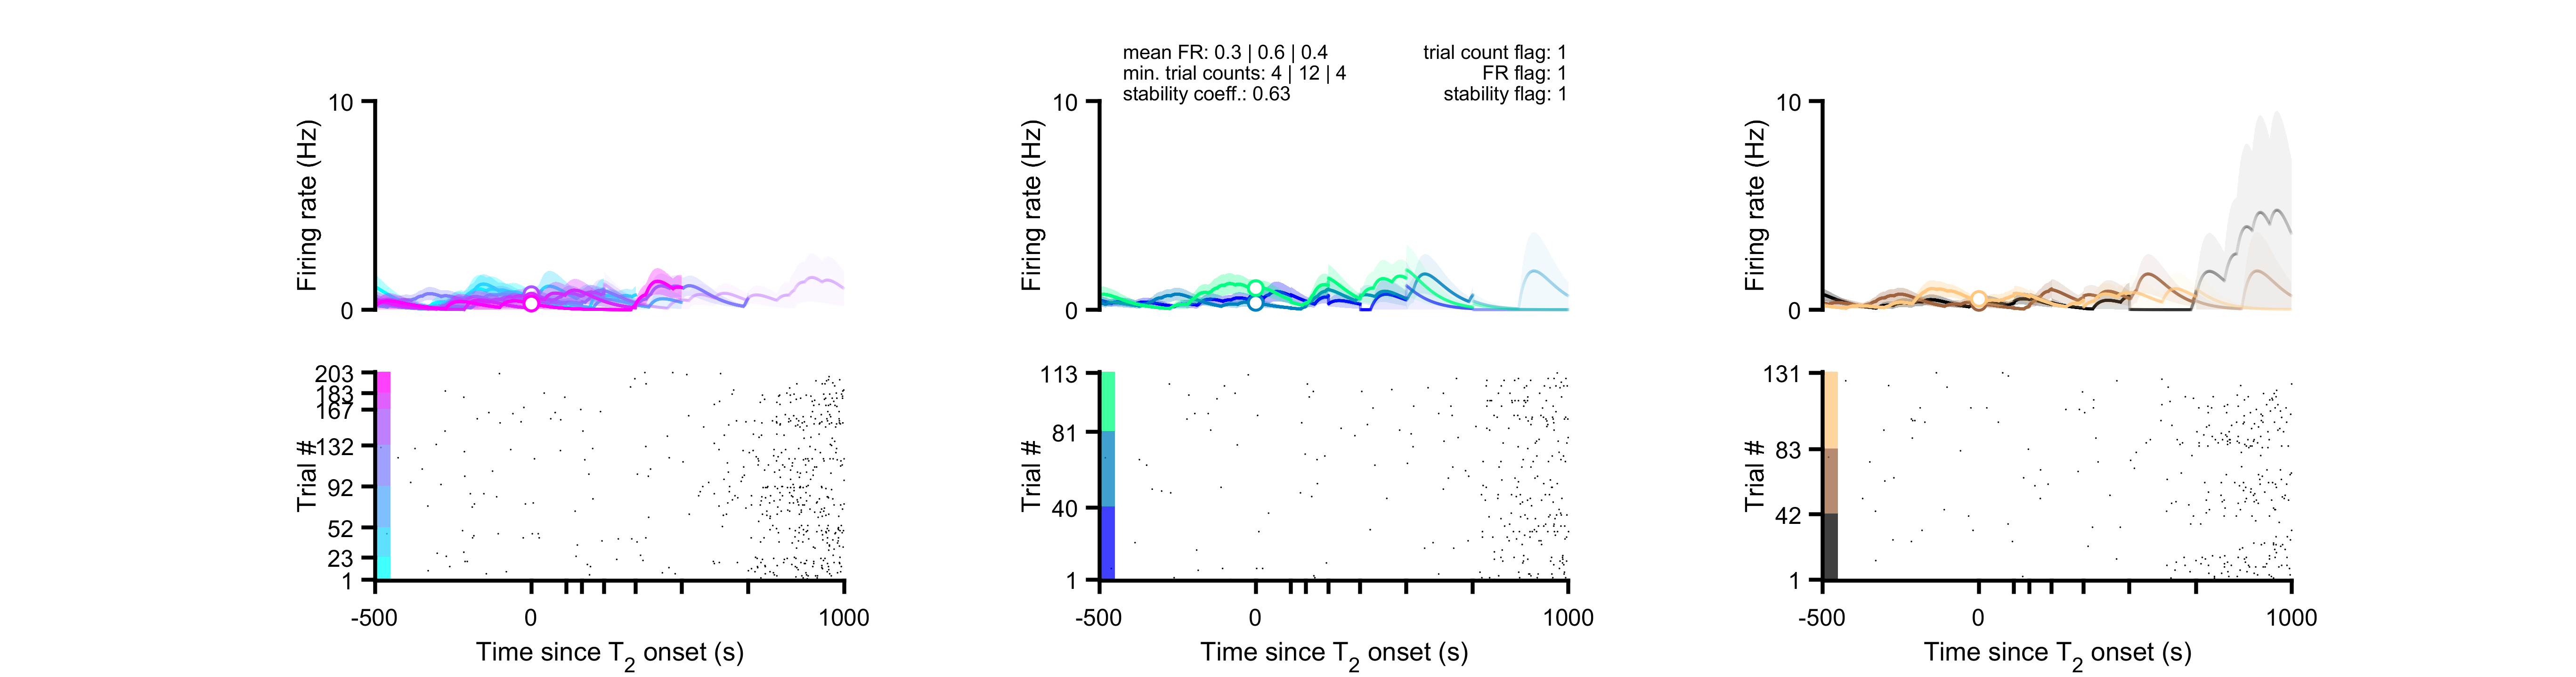 mean FR: 0.3 | 0.6 | 0.4
min. trial counts: 4 | 12 | 4
stability coeff.: 0.63
trial count flag: 1
FR flag: 1
stability flag: 1
10
0
Firing rate (Hz)
10
0
Firing rate (Hz)
10
0
Firing rate (Hz)
203
183
167
132
92
52
23
1
Trial #
-500
0
1000
Time since T2 onset (s)
113
81
40
1
Trial #
-500
0
1000
Time since T2 onset (s)
131
83
42
1
Trial #
-500
0
1000
Time since T2 onset (s)